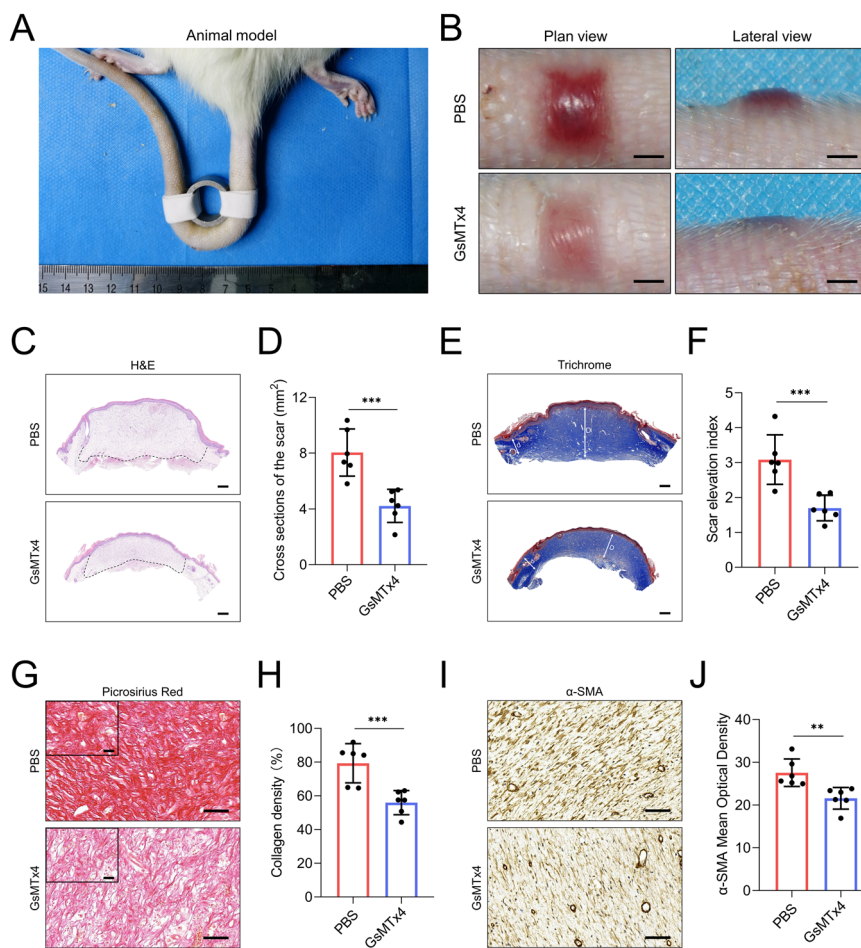 A
Animal model
15 14 13 12 11 10 9 8 7 6 5 4 3 2 1
B
Plan view
Lateral view
PBS
GsMTx4
C
H&E
PBS
GsMTx4
D
Cross sections of the scar (mm²)
12
8
4
0
***
PBS
GsMTx4
E
Trichrome
PBS
GsMTx4
F
Scar elevation index
5
4
3
2
1
0
***
PBS
GsMTx4
G
Picrosirius Red
PBS
GsMTx4
H
Collagen density (%)
100
80
60
40
20
0
***
PBS
GsMTx4
I
α-SMA
PBS
GsMTx4
J
α-SMA Mean Optical Density
40
30
20
10
0
**
PBS
GsMTx4